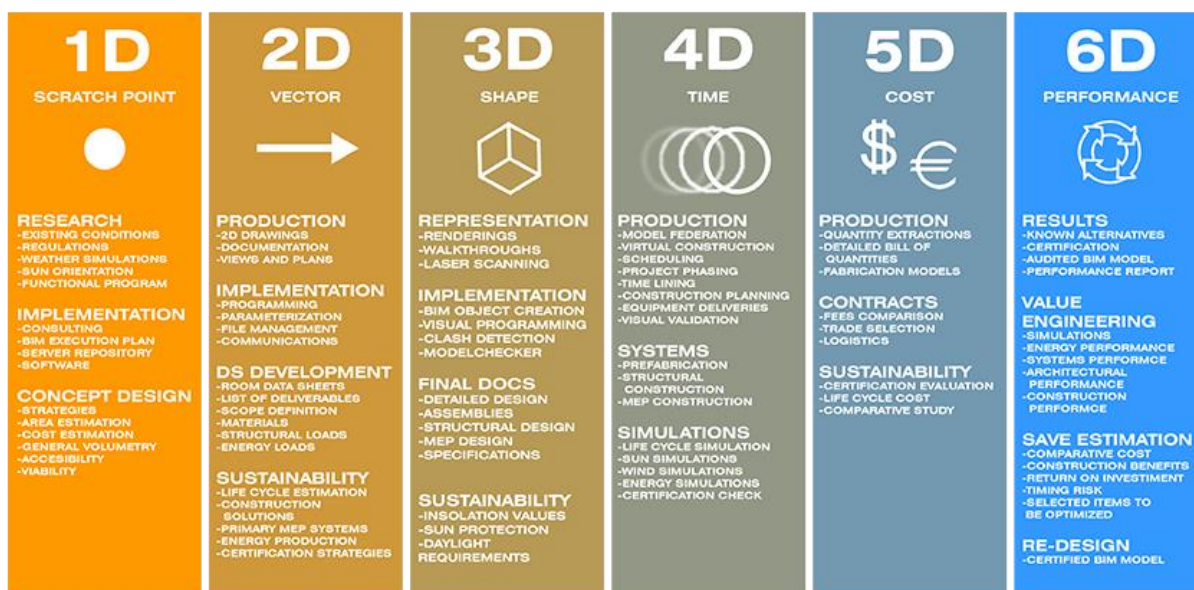 1D
SCRATCH POINT
RESEARCH
-EXISTING CONDITIONS
-REGULATIONS
-WEATHER SIMULATIONS
-SUN ORIENTATION
-FUNCTIONAL PROGRAM
IMPLEMENTATION
-CONSULTING
-BIM EXECUTION PLAN
-SERVER REPOSITORY
-SOFTWARE
CONCEPT DESIGN
-STRATEGIES
-AREA ESTIMATION
-COST ESTIMATION
-GENERAL VOLUMETRY
-ACCESIBILITY
-VIABILITY
2D
VECTOR
PRODUCTION
-2D DRAWINGS
-DOCUMENTATION
-VIEWS AND PLANS
IMPLEMENTATION
-PROGRAMMING
-PARAMETERIZATION
-FILE MANAGEMENT
-COMMUNICATIONS
DS DEVELOPMENT
-ROOM DATA SHEETS
-LIST OF DELIVERABLES
-SCOPE DEFINITION
-MATERIALS
-STRUCTURAL LOADS
-ENERGY LOADS
SUSTAINABILITY
-LIFE CYCLE ESTIMATION
-CONSTRUCTION
SOLUTIONS
-PRIMARY MEP SYSTEMS
-ENERGY PRODUCTION
-CERTIFICATION STRATEGIES
3D
SHAPE
REPRESENTATION
-RENDERINGS
-WALKTHROUGHS
-LASER SCANNING
IMPLEMENTATION
-BIM OBJECT CREATION
-VISUAL PROGRAMMING
-CLASH DETECTION
-MODELCHECKER
FINAL DOCS
-DETAILED DESIGN
-ASSEMBLIES
-STRUCTURAL DESIGN
-MEP DESIGN
-SPECIFICATIONS
SUSTAINABILITY
-INSOLATION VALUES
-SUN PROTECTION
-DAYLIGHT
REQUIREMENTS
4D
TIME
PRODUCTION
-MODEL FEDERATION
-VIRTUAL CONSTRUCTION
-SCHEDULING
-PROJECT PHASING
-TIME LINING
-CONSTRUCTION PLANNING
-EQUIPMENT DELIVERIES
-VISUAL VALIDATION
SYSTEMS
-PREFABRICATION
-STRUCTURAL
CONSTRUCTION
-MEP CONSTRUCTION
SIMULATIONS
-LIFE CYCLE SIMULATION
-SUN SIMULATIONS
-WIND SIMULATIONS
-ENERGY SIMULATIONS
-CERTIFICATION CHECK
5D
COST
$ €
PRODUCTION
-QUANTITY EXTRACTIONS
-DETAILED BILL OF
QUANTITIES
-FABRICATION MODELS
CONTRACTS
-FEES COMPARISON
-TRADE SELECTION
-LOGISTICS
SUSTAINABILITY
-CERTIFICATION EVALUATION
-LIFE CYCLE COST
-COMPARATIVE STUDY
6D
PERFORMANCE
RESULTS
-KNOWN ALTERNATIVES
-CERTIFICATION
-AUDITED BIM MODEL
-PERFORMANCE REPORT
VALUE
ENGINEERING
-SIMULATIONS
-ENERGY PERFORMANCE
-SYSTEMS PERFORMCE
-ARCHITECTURAL
PERFORMANCE
-CONSTRUCTION
PERFORMCE
SAVE ESTIMATION
-COMPARATIVE COST
-CONSTRUCTION BENEFITS
-RETURN ON INVESTIMENT
-TIMING RISK
-SELECTED ITEMS TO
BE OPTIMIZED
RE-DESIGN
-CERTIFIED BIM MODEL